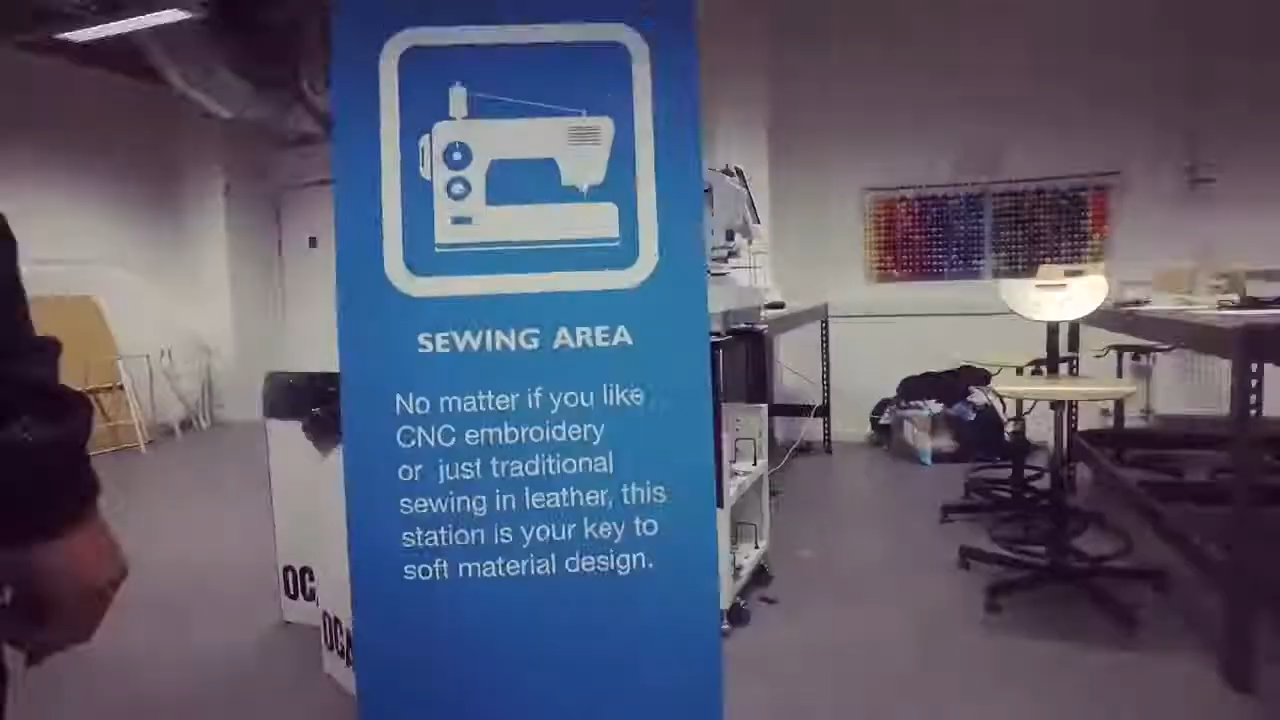 SEWING AREA
No matter if you like
CNC embroidery
or just traditional
sewing in leather, this
station is your key to
soft material design.